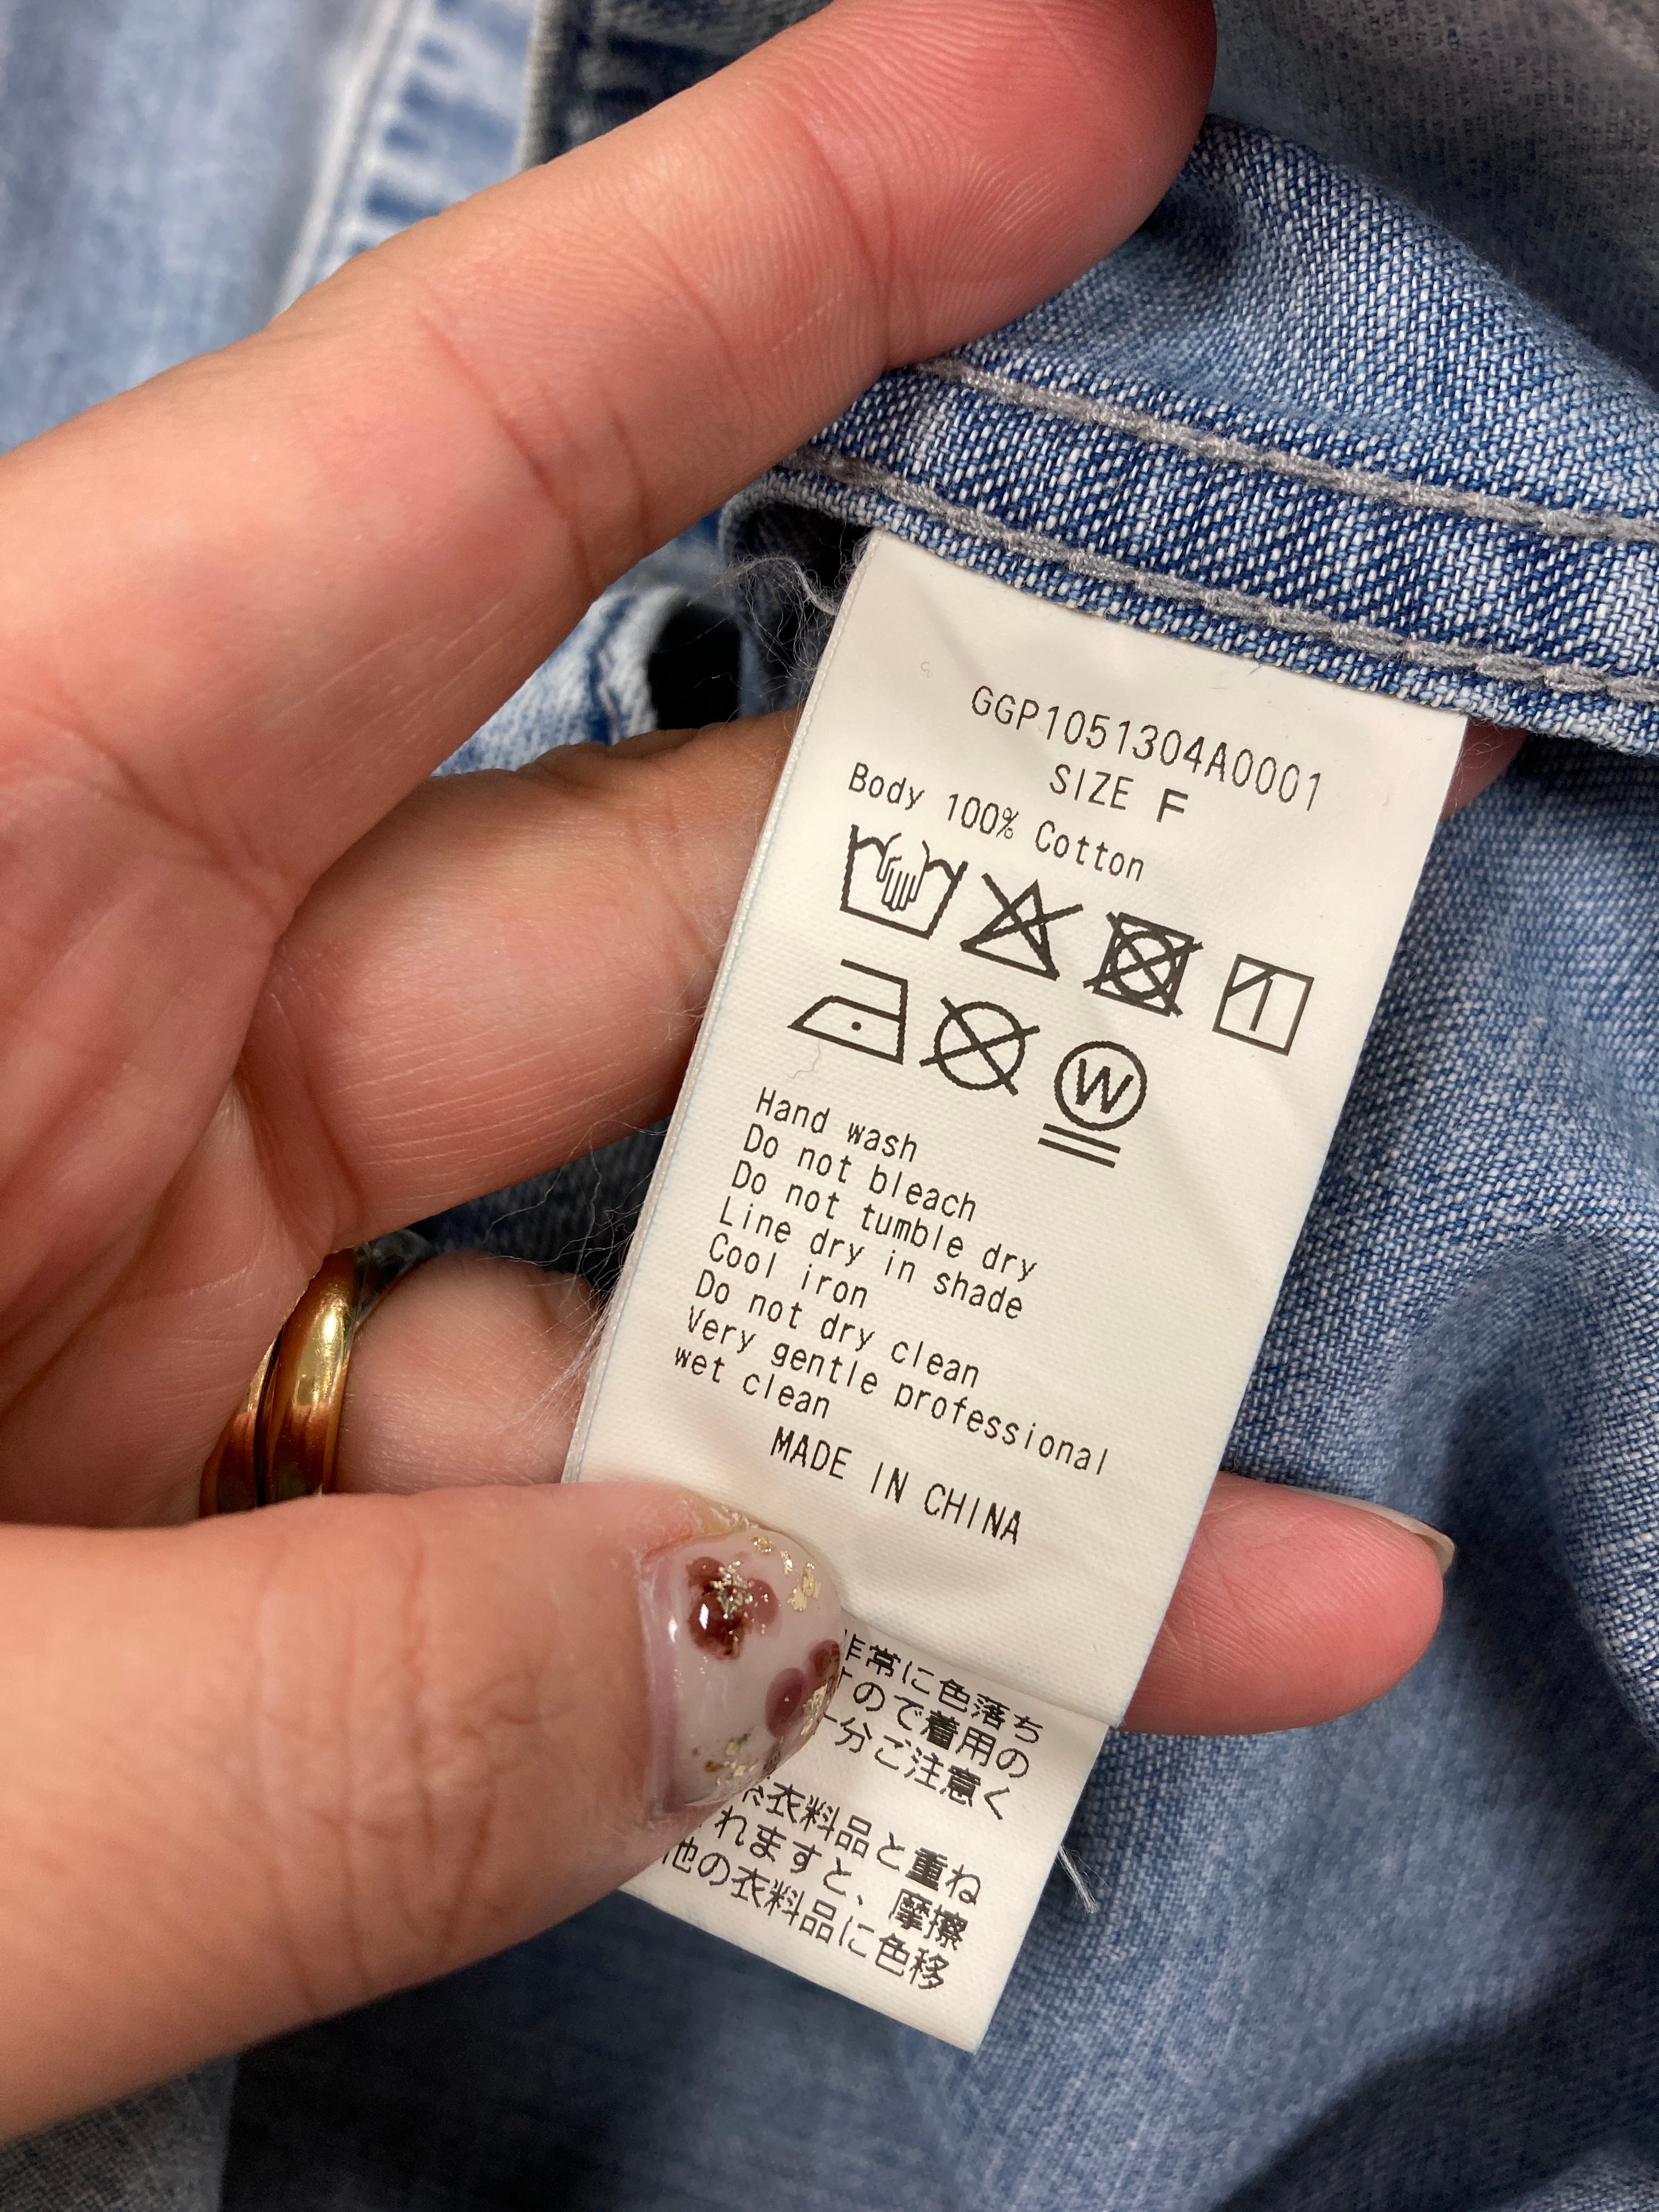 GGP1051304A0001
SIZE F
Body 100% Cotton
W
Hand wash
Do not bleach
Do not tumble dry
Line dry in shade
Cool iron
Do not dry clean
Very gentle professional
wet clean
MADE IN CHINA
非常に色落ち
ので着用の
十分ご注意く
衣料品と重ね
れますと、摩擦
他の衣料品に色移